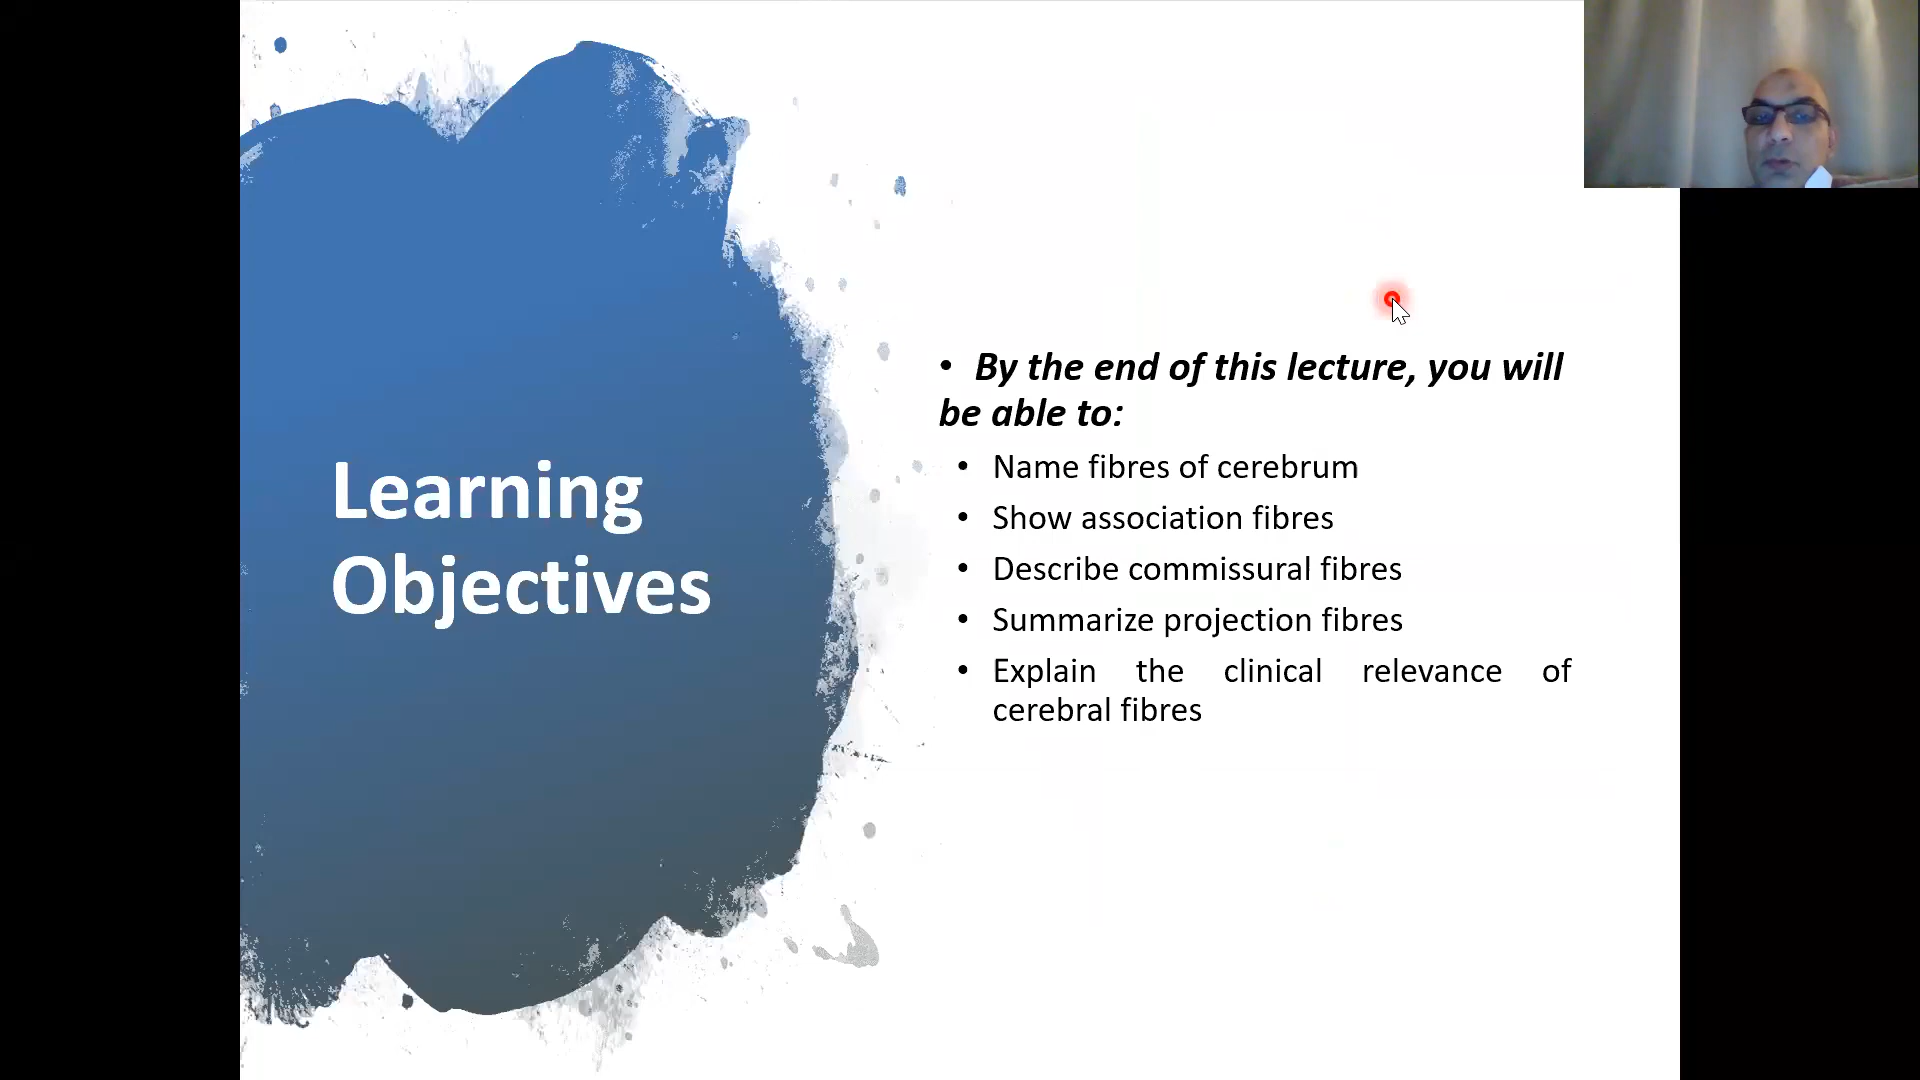 Learning
Objectives
• By the end of this lecture, you will
be able to:
• Name fibres of cerebrum
• Show association fibres
• Describe commissural fibres
• Summarize projection fibres
• Explain the clinical relevance of
cerebral fibres